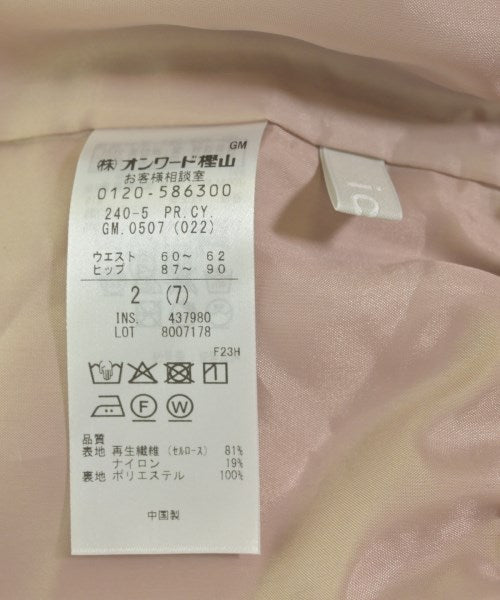 GM
㈱オンワード樫山
お客様相談室
0120-586300
240-5 PR.CY.
GM.0507 (022)
ウエスト 60～ 62
ヒップ 87～ 90
2 (7)
INS. 437980
LOT 8007178
F23H
F
W
品質
表地 再生繊維 (セルロース) 81%
ナイロン 19%
裏地 ポリエステル 100%
中国製